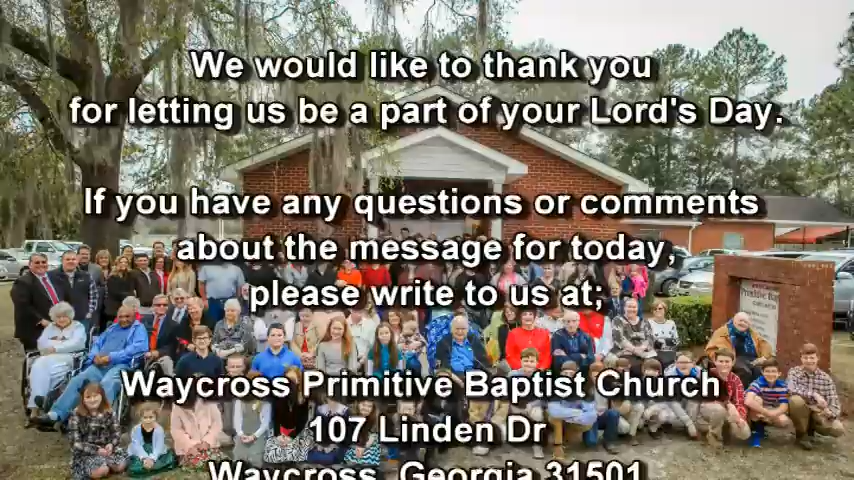 We would like to thank you
for letting us be a part of your Lord's Day.
If you have any questions or comments
about the message for today,
please write to us at;
Waycross Primitive Baptist Church
107 Linden Dr
Waycross, Georgia 31501
Primitive Bap